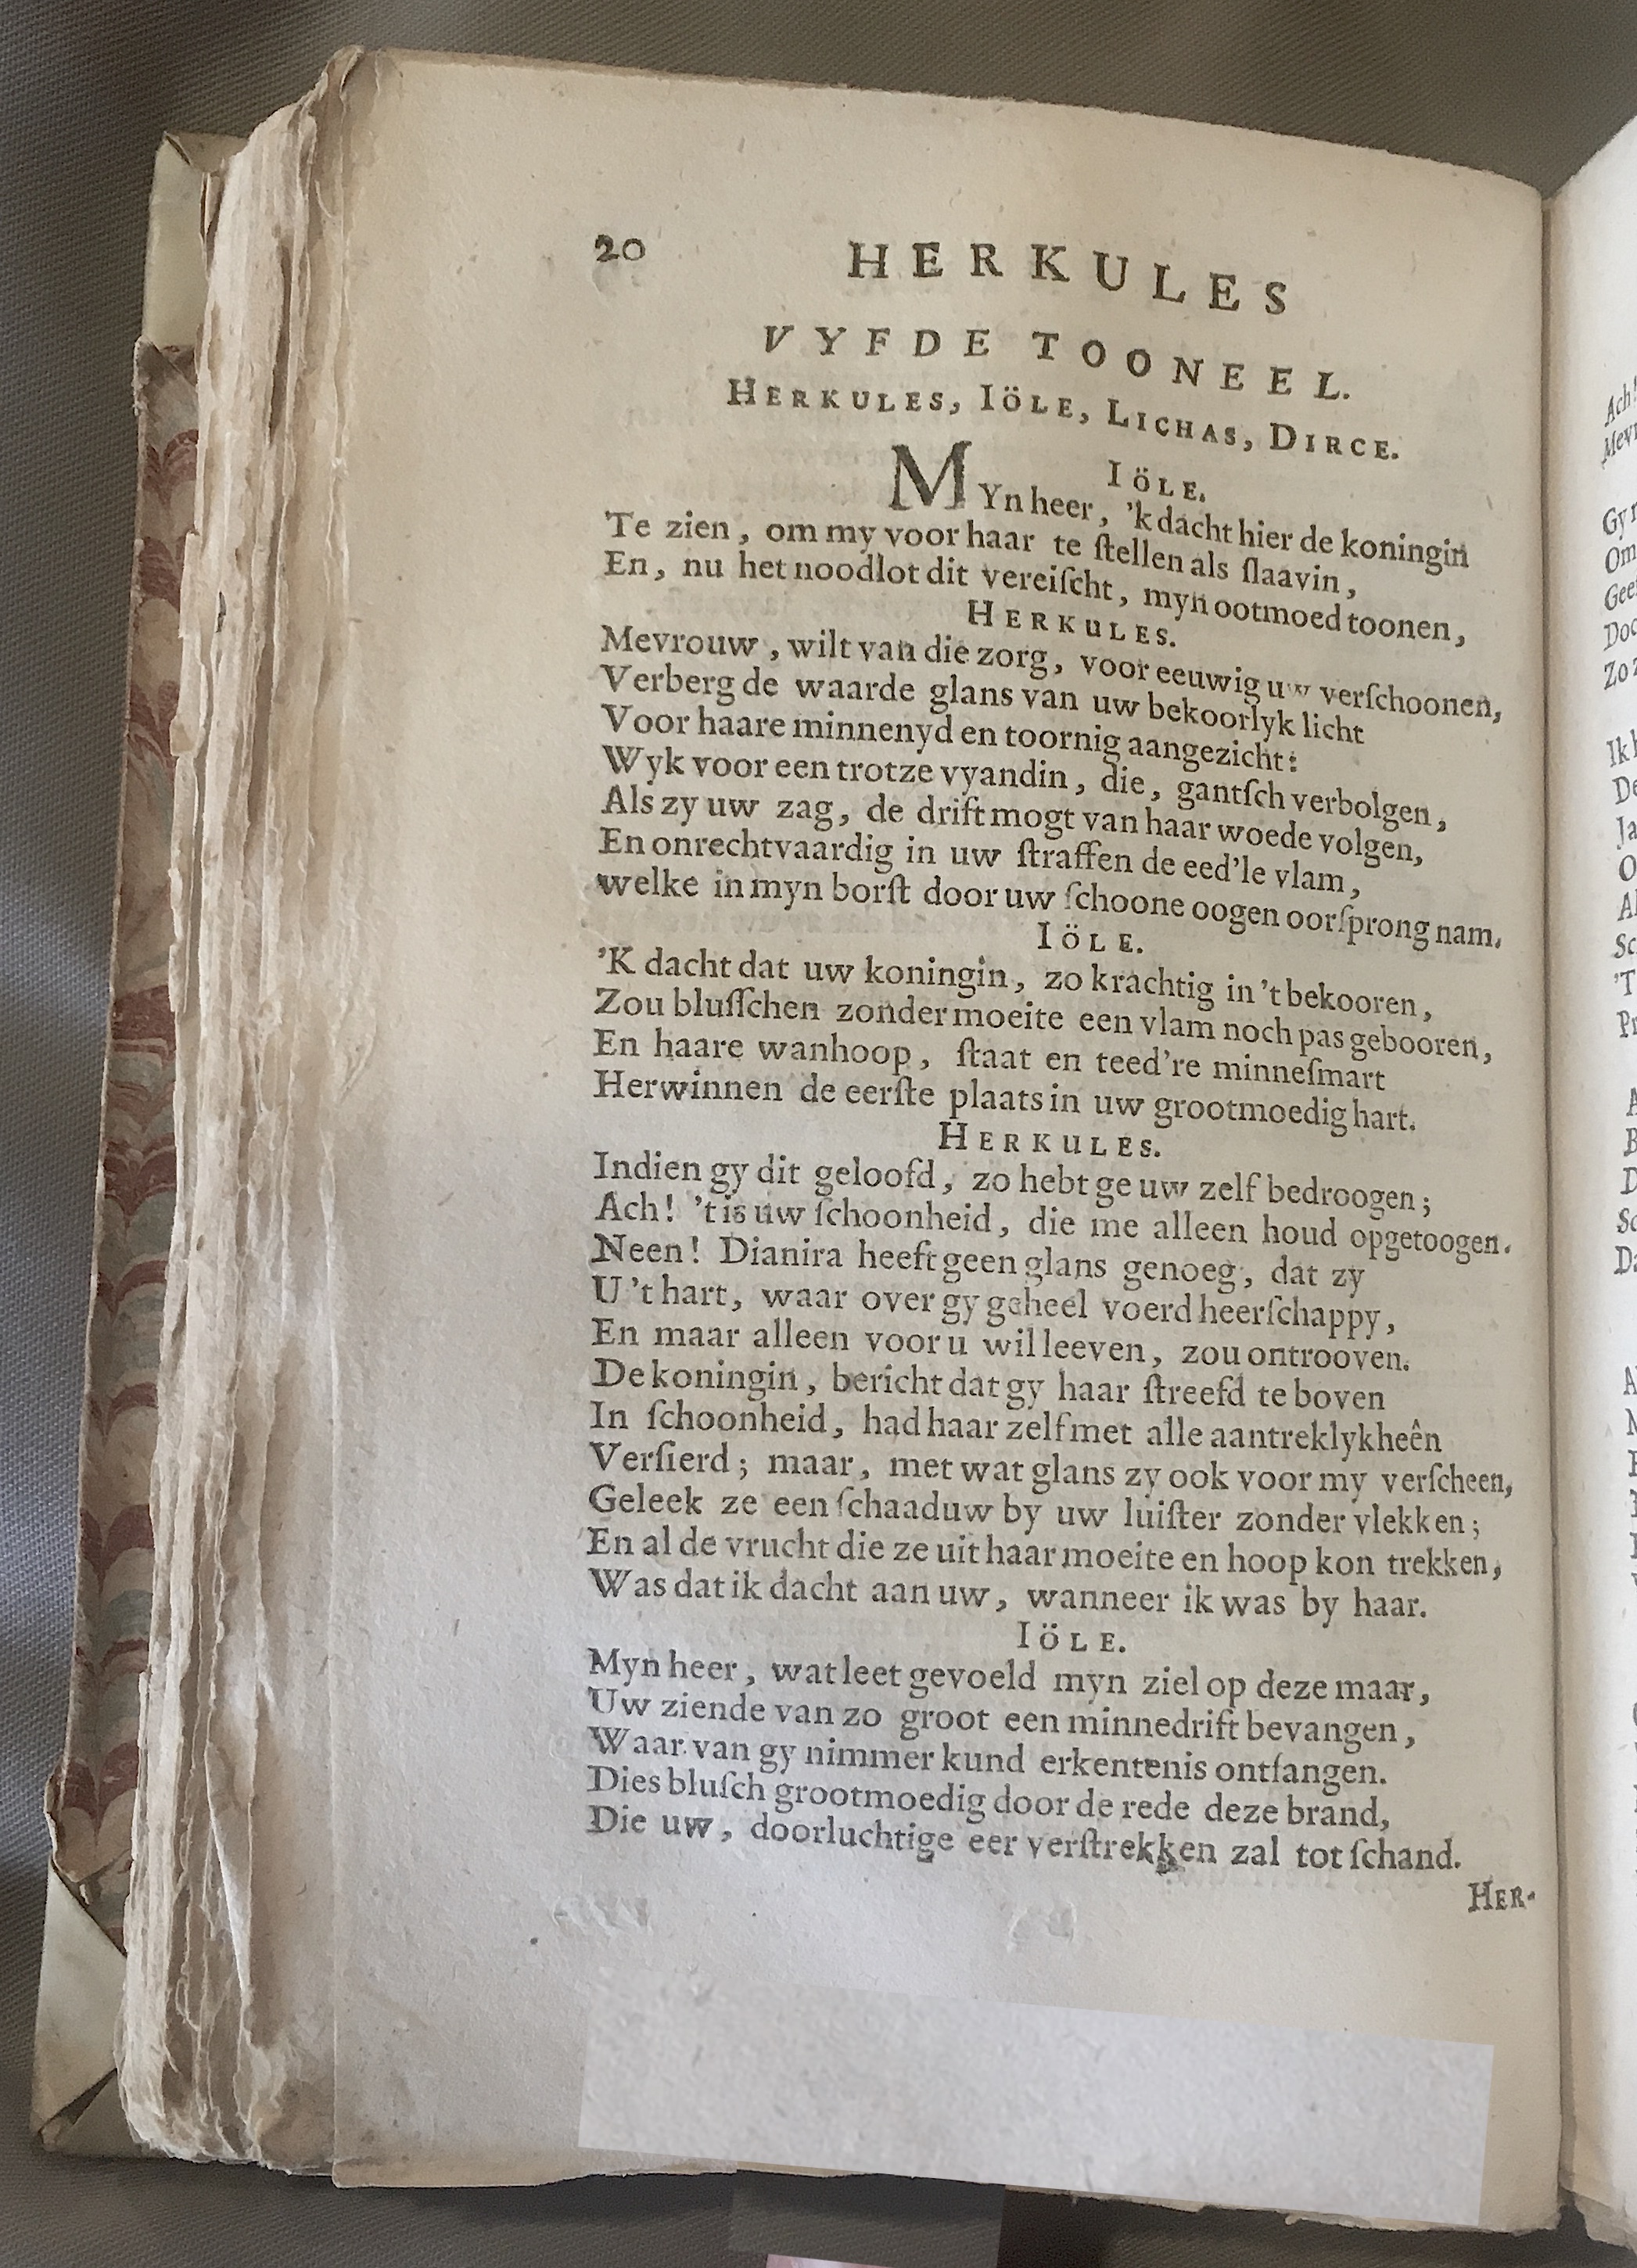 20 HERKULES
VYFDE TOONEEL.
HERKULES, IÖLE, LICHAS, DIRCE.
IÖLE.
MYn heer, 'k dacht hier de koningin
Te zien, om my voor haar te ſtellen als ſlaavin,
En, nu het noodlot dit vereiſcht, myn ootmoed toonen,
HERKULES.
Mevrouw, wilt van die zorg, voor eeuwig uw verſchoonen,
Verberg de waarde glans van uw bekoorlyk licht
Voor haare minnenyd en toornig aangezicht:
Wyk voor een trotze vyandin, die, gantſch verbolgen,
Als zy uw zag, de drift mogt van haar woede volgen,
En onrechtvaardig in uw ſtraffen de eed'le vlam,
welke in myn borſt door uw ſchoone oogen oorſprong nam.
IÖLE.
'K dacht dat uw koningin, zo krachtig in 't bekooren,
Zou bluſſchen zonder moeite een vlam noch pas gebooren,
En haare wanhoop, ſtaat en teed're minneſmart
Herwinnen de eerſte plaats in uw grootmoedig hart.
HERKULES.
Indien gy dit geloofd, zo hebt ge uw zelf bedroogen;
Ach! 't is uw ſchoonheid, die me alleen houd opgetoogen.
Neen! Dianira heeft geen glans genoeg, dat zy
U 't hart, waar over gy geheel voerd heerſchappy,
En maar alleen voor u wil leeven, zou ontrooven.
De koningin, bericht dat gy haar ſtreefd te boven
In ſchoonheid, had haar zelf met alle aantreklykheên
Verſierd; maar, met wat glans zy ook voor my verſcheen,
Geleek ze een ſchaaduw by uw luiſter zonder vlekken;
En al de vrucht die ze uit haar moeite en hoop kon trekken,
Was dat ik dacht aan uw, wanneer ik was by haar.
IÖLE.
Myn heer, wat leet gevoeld myn ziel op deze maar,
Uw ziende van zo groot een minnedrift bevangen,
Waar van gy nimmer kund erkentenis ontfangen.
Dies bluſch grootmoedig door de rede deze brand,
Die uw, doorluchtige eer verſtrekken zal tot ſchand.
HER-